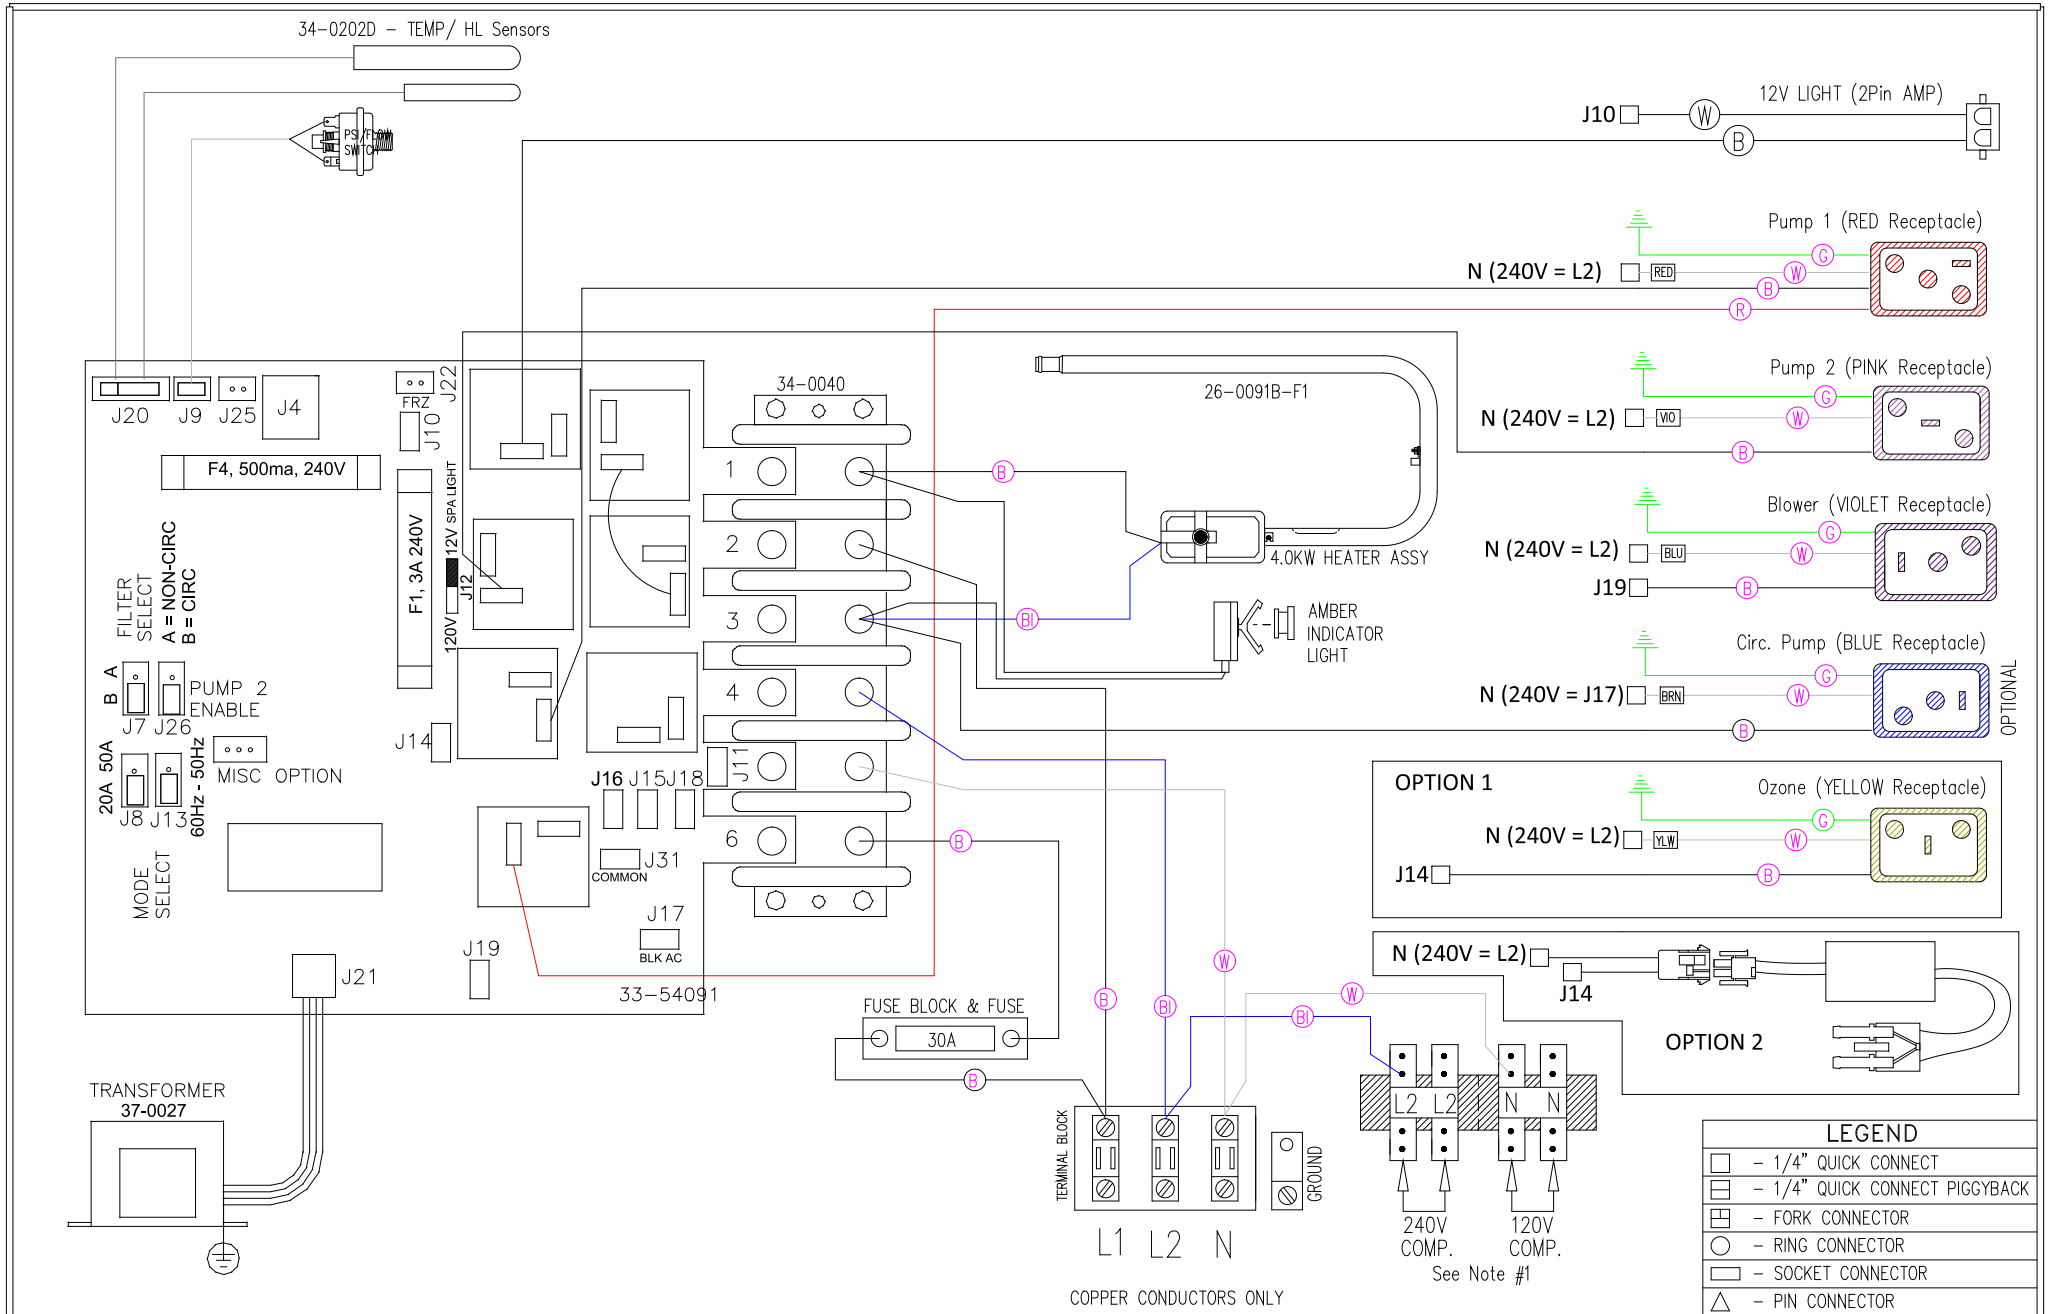 34-0202D - TEMP/ HL Sensors
PSI/FLOW
SWITCH
12V LIGHT (2Pin AMP)
J10
W
B
Pump 1 (RED Receptacle)
G
N (240V = L2)
RED
W
B
R
Pump 2 (PINK Receptacle)
G
N (240V = L2)
VIO
W
B
Blower (VIOLET Receptacle)
G
N (240V = L2)
BLU
W
J19
B
Circ. Pump (BLUE Receptacle)
G
N (240V = J17)
BRN
W
B
OPTIONAL
OPTION 1
Ozone (YELLOW Receptacle)
G
N (240V = L2)
YLW
W
J14
B
N (240V = L2)
J14
OPTION 2
J20
J9
J25
J4
J22
FRZ
J10
F4, 500ma, 240V
F1, 3A 240V
12V SPA LIGHT
J12
120V
FILTER
SELECT
A = NON-CIRC
B = CIRC
B A
J7
J26
PUMP 2
ENABLE
20A 50A
J8
J13
60Hz - 50Hz
MISC OPTION
MODE
SELECT
J14
J16
J15
J18
J11
J31
COMMON
J17
BLK AC
J19
J21
33-54091
34-0040
1
2
3
4
6
B
BI
B
26-0091B-F1
4.0KW HEATER ASSY
AMBER
INDICATOR
LIGHT
FUSE BLOCK & FUSE
30A
B
B
BI
W
BI
W
TRANSFORMER
37-0027
TERMINAL BLOCK
GROUND
L1 L2 N
COPPER CONDUCTORS ONLY
L2 L2 N N
240V
COMP.
120V
COMP.
See Note #1
LEGEND
- 1/4" QUICK CONNECT
- 1/4" QUICK CONNECT PIGGYBACK
- FORK CONNECTOR
- RING CONNECTOR
- SOCKET CONNECTOR
- PIN CONNECTOR